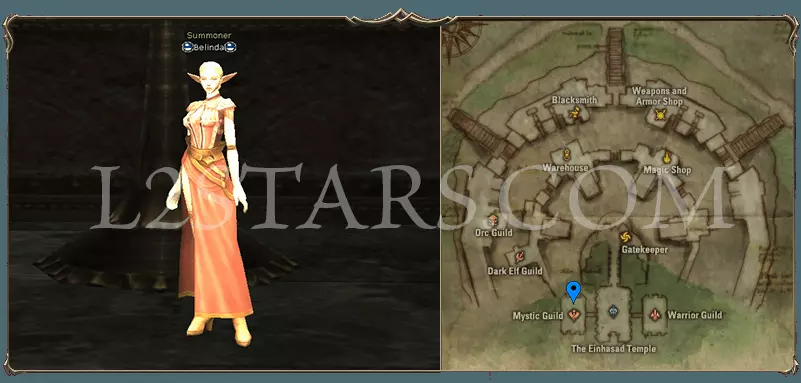 Summoner
Belinda
L2STARS.COM
Blacksmith
Weapons and
Armor Shop
Warehouse
Magic Shop
Orc Guild
Gatekeeper
Dark Elf Guild
Mystic Guild
Warrior Guild
The Einhasad Temple